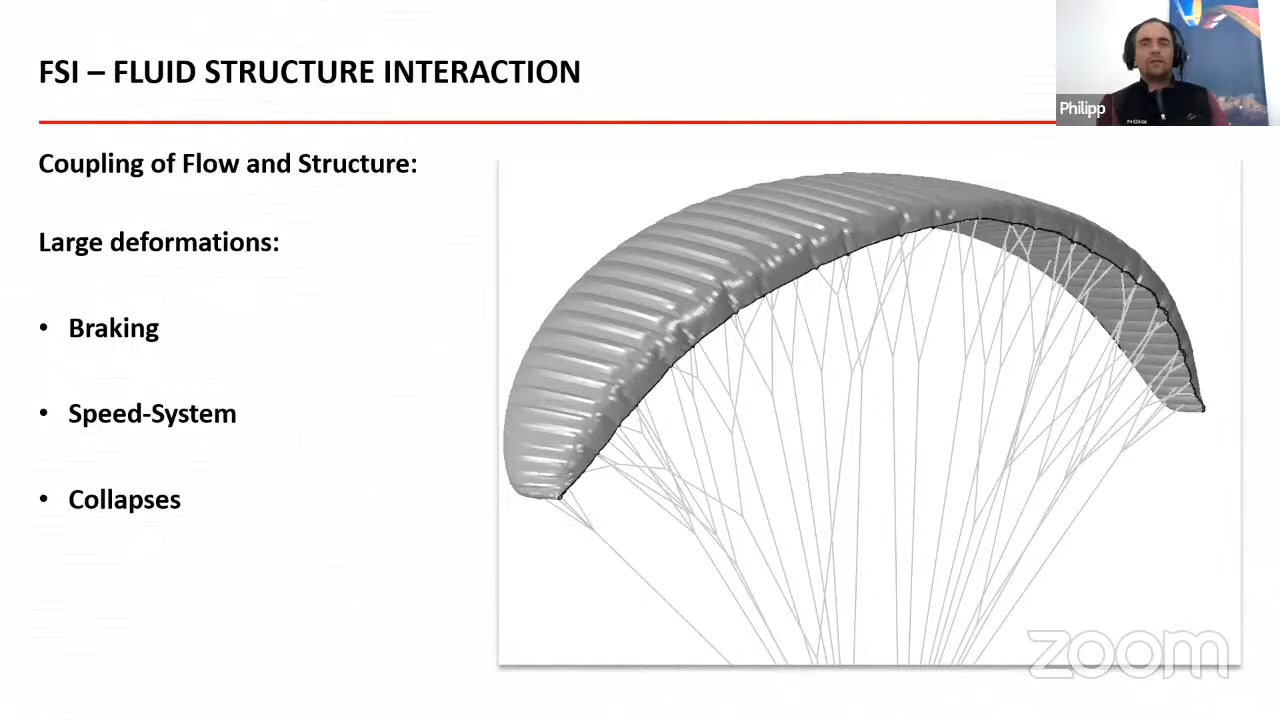 FSI – FLUID STRUCTURE INTERACTION
Philipp
Coupling of Flow and Structure:
Large deformations:
• Braking
• Speed-System
• Collapses
zoom